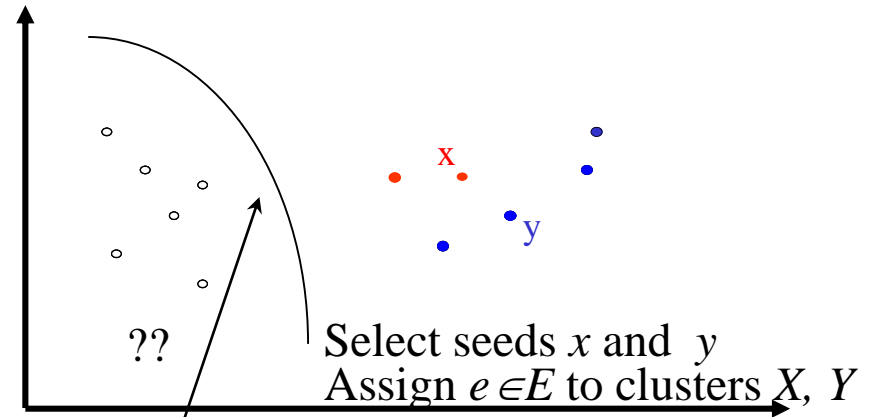 x
y
??
Select seeds x and y
Assign e∈E to clusters X, Y